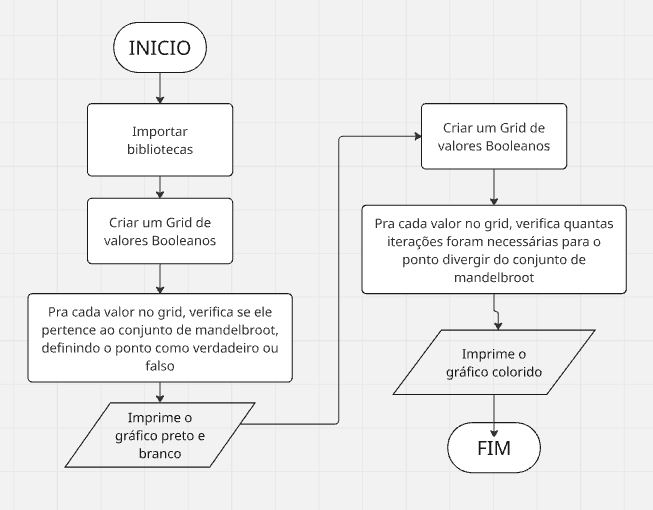 INICIO
Importar
bibliotecas
Criar um Grid de
valores Booleanos
Pra cada valor no grid, verifica se ele
pertence ao conjunto de mandelbroot,
definindo o ponto como verdadeiro ou
falso
Imprime o
gráfico preto e
branco
Criar um Grid de
valores Booleanos
Pra cada valor no grid, verifica quantas
iterações foram necessárias para o
ponto divergir do conjunto de
mandelbroot
Imprime o
gráfico colorido
FIM